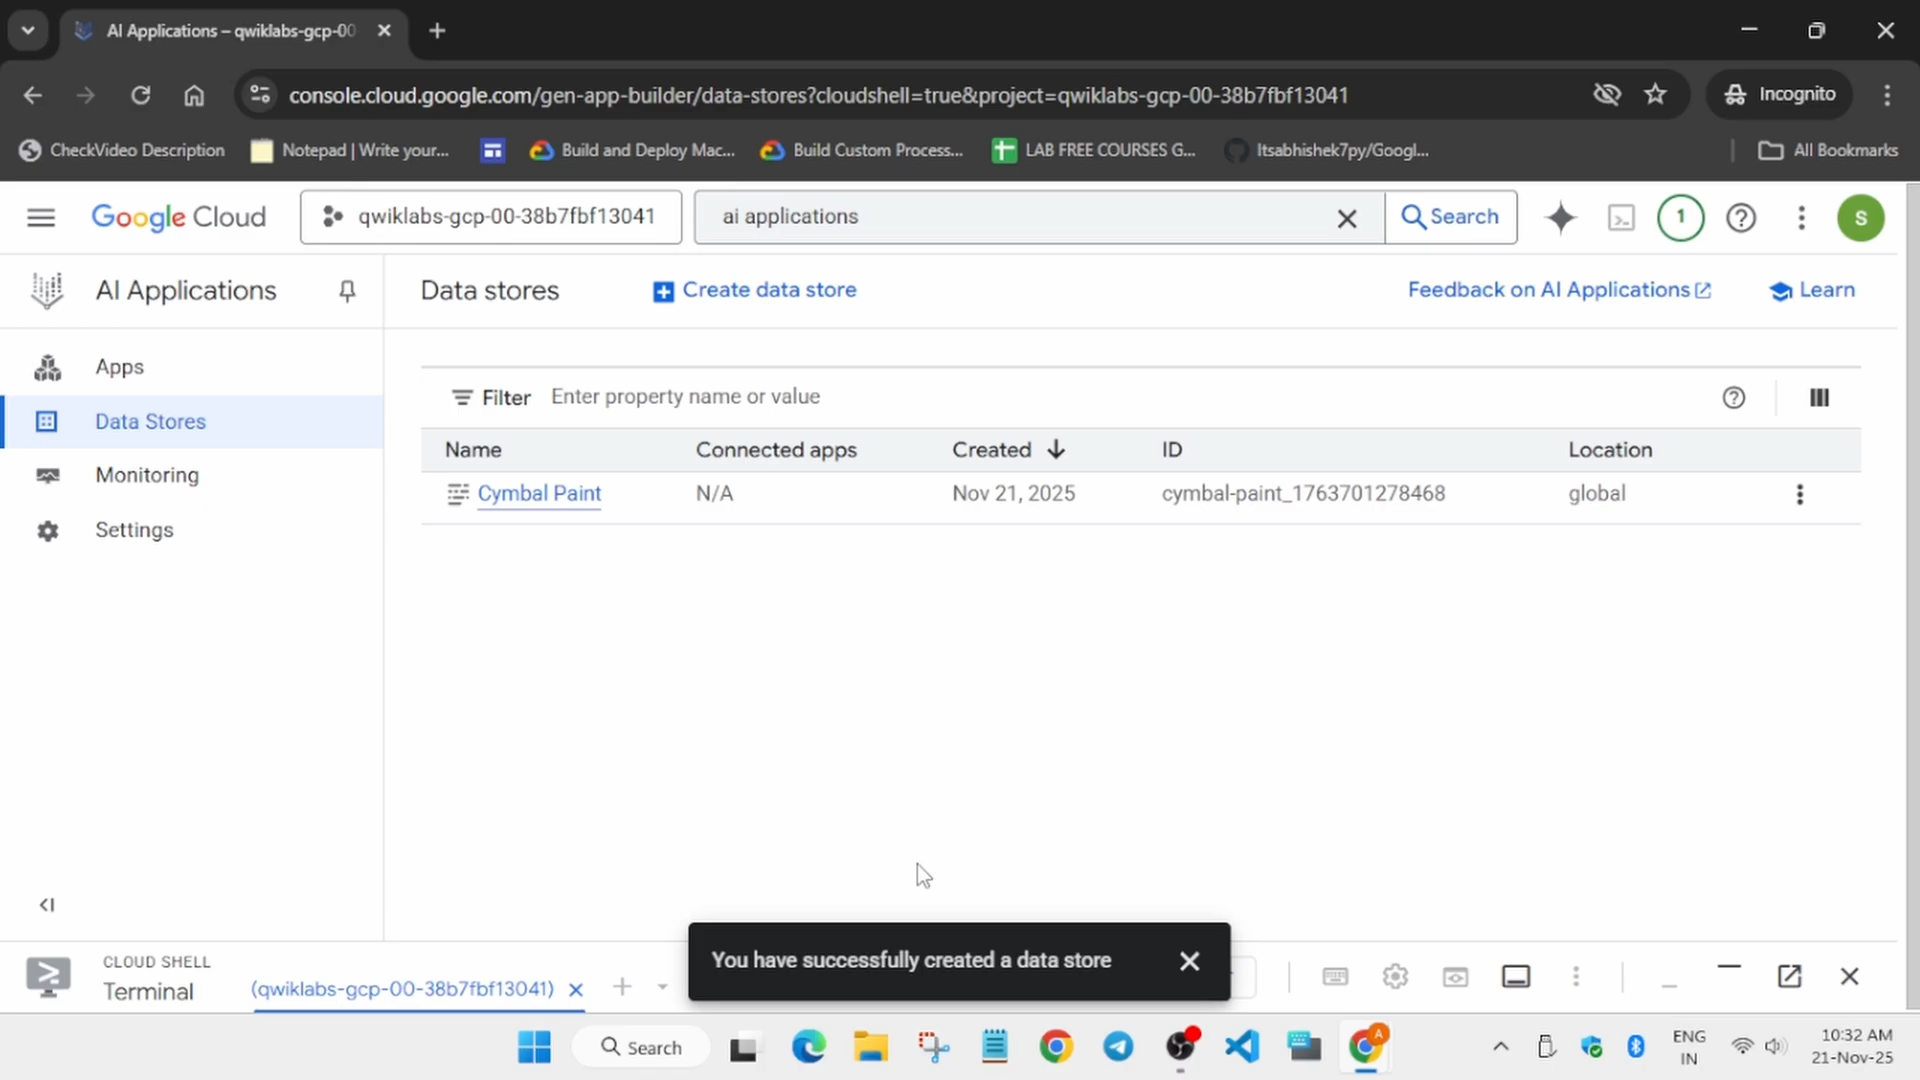 AI Applications – qwiklabs-gcp-00
console.cloud.google.com/gen-app-builder/data-stores?cloudshell=true&project=qwiklabs-gcp-00-38b7fbf13041
Incognito
CheckVideo Description
Notepad | Write your...
Build and Deploy Mac...
Build Custom Process...
LAB FREE COURSES G...
Itsabhishek7py/Googl...
All Bookmarks
Google Cloud
qwiklabs-gcp-00-38b7fbf13041
ai applications
Search
1
S
AI Applications
Data stores
Create data store
Feedback on AI Applications
Learn
Apps
Data Stores
Monitoring
Settings
Filter Enter property name or value
Name Connected apps Created ID Location
Cymbal Paint N/A Nov 21, 2025 cymbal-paint_1763701278468 global
You have successfully created a data store
CLOUD SHELL
Terminal
(qwiklabs-gcp-00-38b7fbf13041)
Search
A
ENG
IN
10:32 AM
21-Nov-25